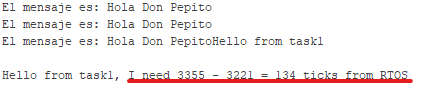 El mensaje es: Hola Don Pepito
El mensaje es: Hola Don Pepito
El mensaje es: Hola Don PepitoHello from task1
Hello from task1, I need 3355 - 3221 = 134 ticks from RTOS